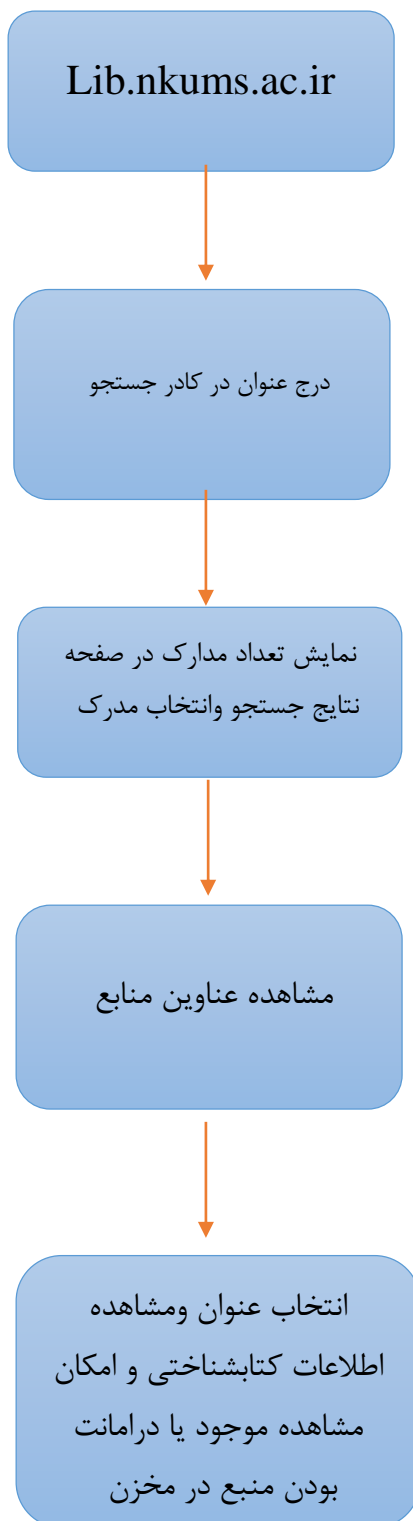 Lib.nkums.ac.ir
درج عنوان در کادر جستجو
نمایش تعداد مدارک در صفحه
نتایج جستجو وانتخاب مدرک
مشاهده عناوین منابع
انتخاب عنوان ومشاهده
اطلاعات کتابشناختی و امکان
مشاهده موجود یا درامانت
بودن منبع در مخزن